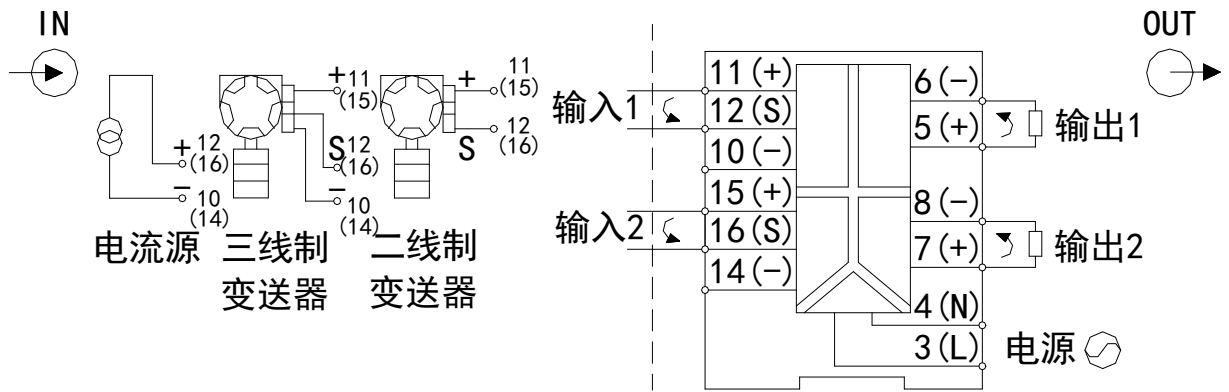 IN
OUT
+ 12
(16)
− 10
(14)
电流源
+ 11
(15)
S 12
(16)
− 10
(14)
三线制
变送器
+ 11
(15)
S 12
(16)
二线制
变送器
输入1
输入2
11(+)
12(S)
10(−)
15(+)
16(S)
14(−)
6(−)
5(+)
8(−)
7(+)
4(N)
3(L)
输出1
输出2
电源